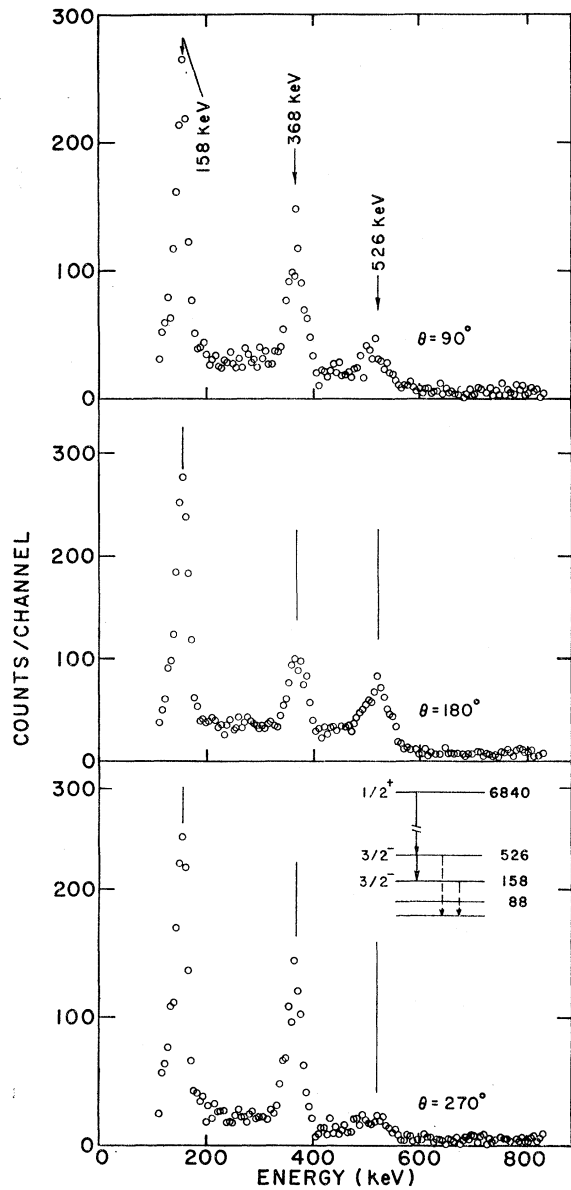 300
158 KeV
368 KeV
526 KeV
200
100
θ = 90°
0
300
200
100
θ = 180°
0
COUNTS/CHANNEL
300
1/2⁺ 6840
3/2⁻ 526
3/2⁻ 158
88
200
100
θ = 270°
0
0 200 400 600 800
ENERGY (keV)